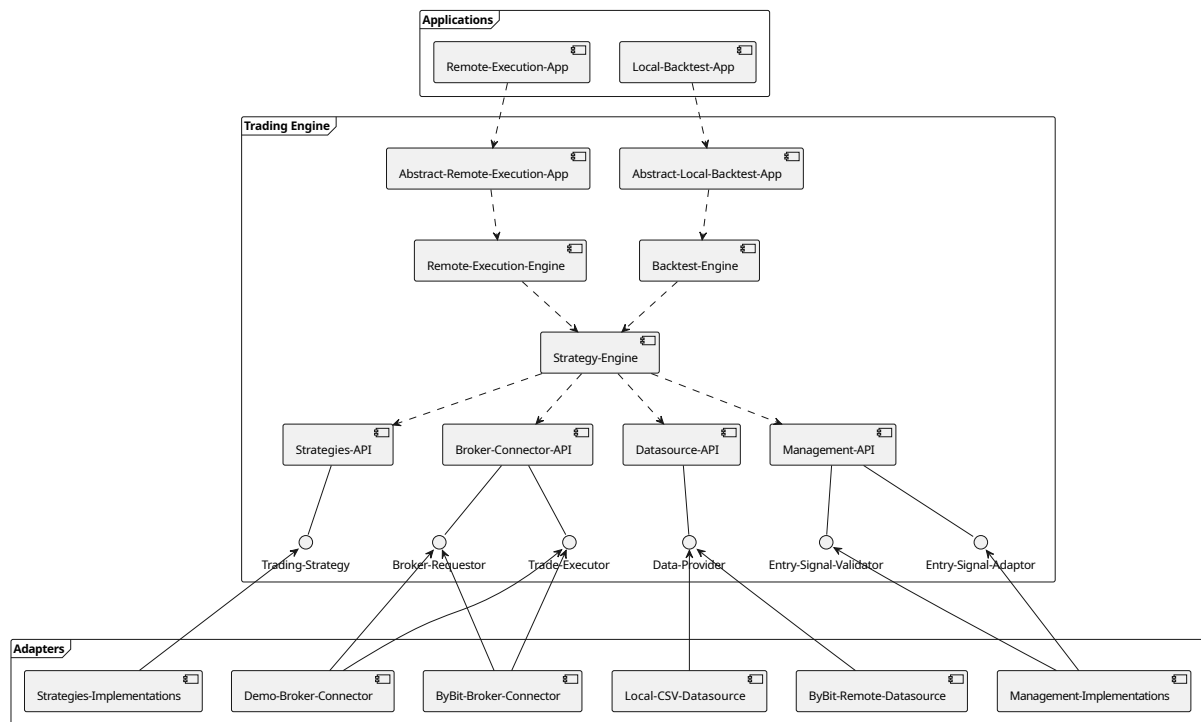 Applications
Remote-Execution-App
Local-Backtest-App
Trading Engine
Abstract-Remote-Execution-App
Abstract-Local-Backtest-App
Remote-Execution-Engine
Backtest-Engine
Strategy-Engine
Strategies-API
Broker-Connector-API
Datasource-API
Management-API
Trading-Strategy
Broker-Requestor
Trade-Executor
Data-Provider
Entry-Signal-Validator
Entry-Signal-Adaptor
Adapters
Strategies-Implementations
Demo-Broker-Connector
ByBit-Broker-Connector
Local-CSV-Datasource
ByBit-Remote-Datasource
Management-Implementations